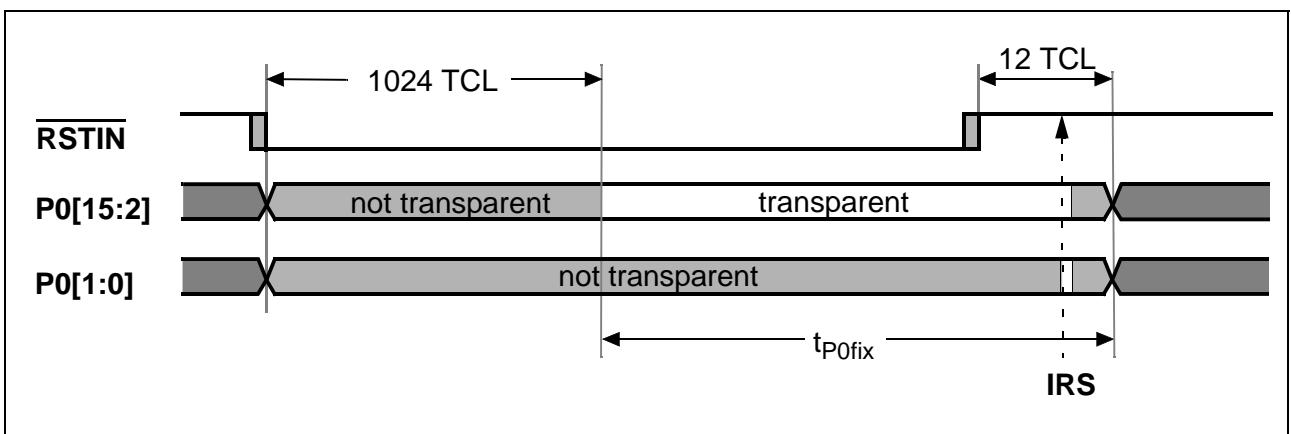 12 TCL
1024 TCL
RSTIN
P0[15:2] not transparent transparent
P0[1:0] not transparent
tP0fix
IRS